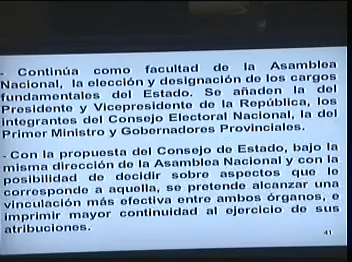 - Continúa como facultad de la Asamblea
Nacional, la elección y designación de los cargos
fundamentales del Estado. Se añaden la del
Presidente y Vicepresidente de la República, los
integrantes del Consejo Electoral Nacional, la del
Primer Ministro y Gobernadores Provinciales.
- Con la propuesta del Consejo de Estado, bajo la
misma dirección de la Asamblea Nacional y con la
posibilidad de decidir sobre aspectos que le
corresponde a aquella, se pretende alcanzar una
vinculación más efectiva entre ambos órganos, e
imprimir mayor continuidad al ejercicio de sus
atribuciones.
41